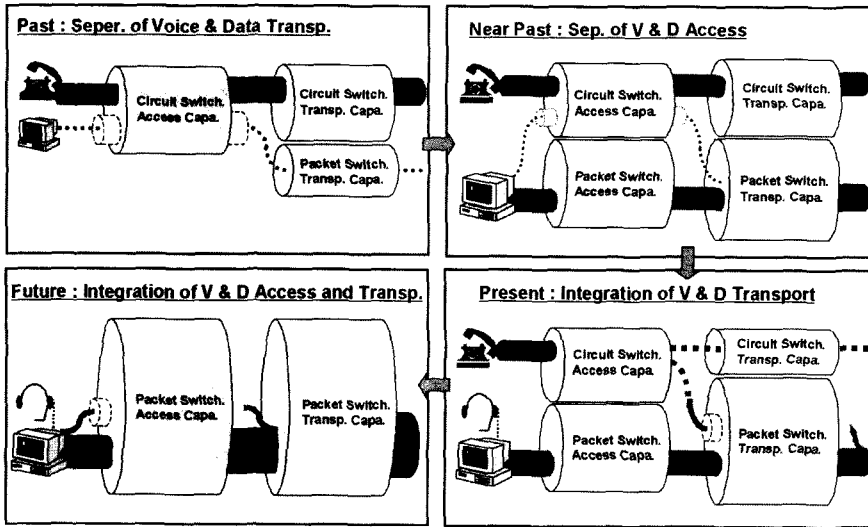 Past : Seper. of Voice & Data Transp.
Circuit Switch.
Access Capa.
Circuit Switch.
Transp. Capa.
Packet Switch.
Transp. Capa.
Near Past : Sep. of V & D Access
Circuit Switch.
Access Capa.
Circuit Switch.
Transp. Capa.
Packet Switch.
Access Capa.
Packet Switch.
Transp. Capa.
Future : Integration of V & D Access and Transp.
Packet Switch.
Access Capa.
Packet Switch.
Transp. Capa.
Present : Integration of V & D Transport
Circuit Switch.
Access Capa.
Circuit Switch.
Transp. Capa.
Packet Switch.
Access Capa.
Packet Switch.
Transp. Capa.